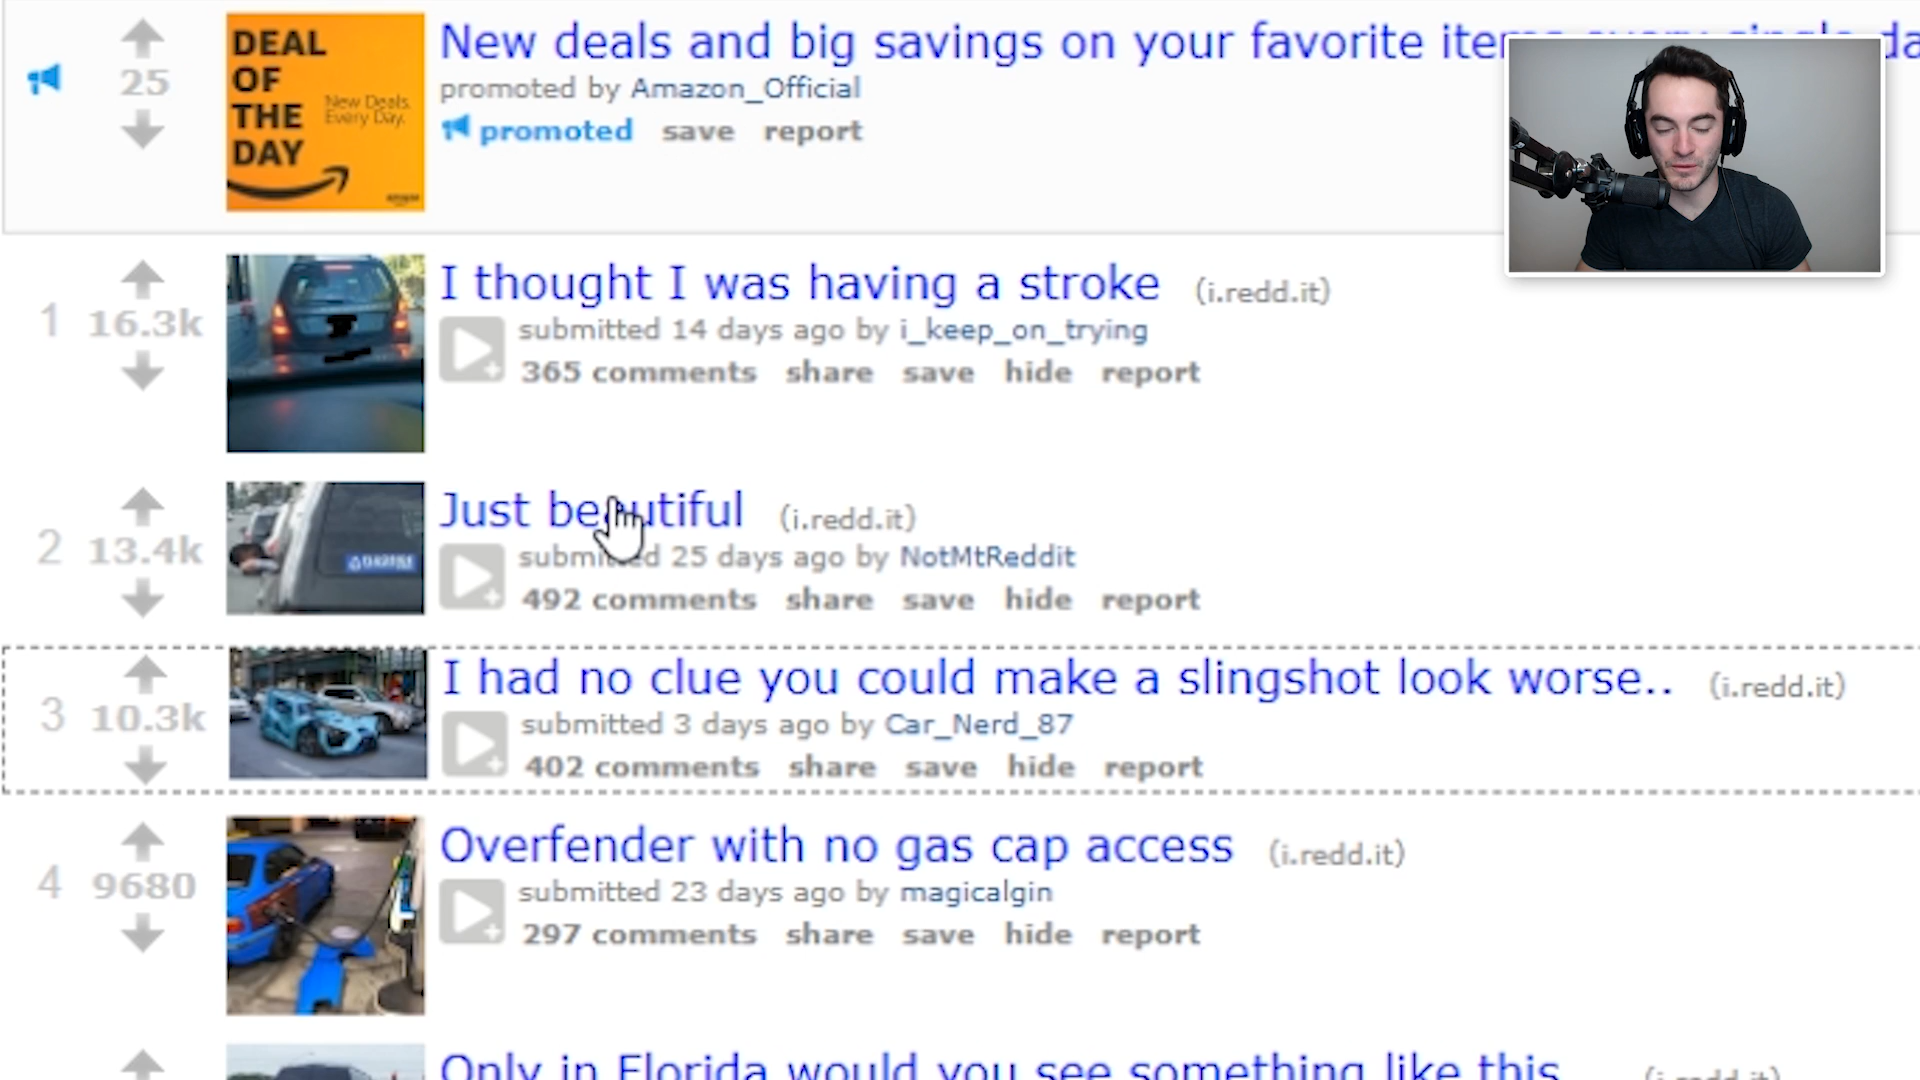 DEAL
OF
THE
DAY
New Deals.
Every Day.
New deals and big savings on your favorite
promoted by Amazon_Official
promoted save report
25
1
16.3k
I thought I was having a stroke (i.redd.it)
submitted 14 days ago by i_keep_on_trying
365 comments share save hide report
2
13.4k
Just beautiful (i.redd.it)
submitted 25 days ago by NotMtReddit
492 comments share save hide report
3
10.3k
I had no clue you could make a slingshot look worse.. (i.redd.it)
submitted 3 days ago by Car_Nerd_87
402 comments share save hide report
4
9680
Overfender with no gas cap access (i.redd.it)
submitted 23 days ago by magicalgin
297 comments share save hide report
Only in Florida would you see something like this (i.redd.it)